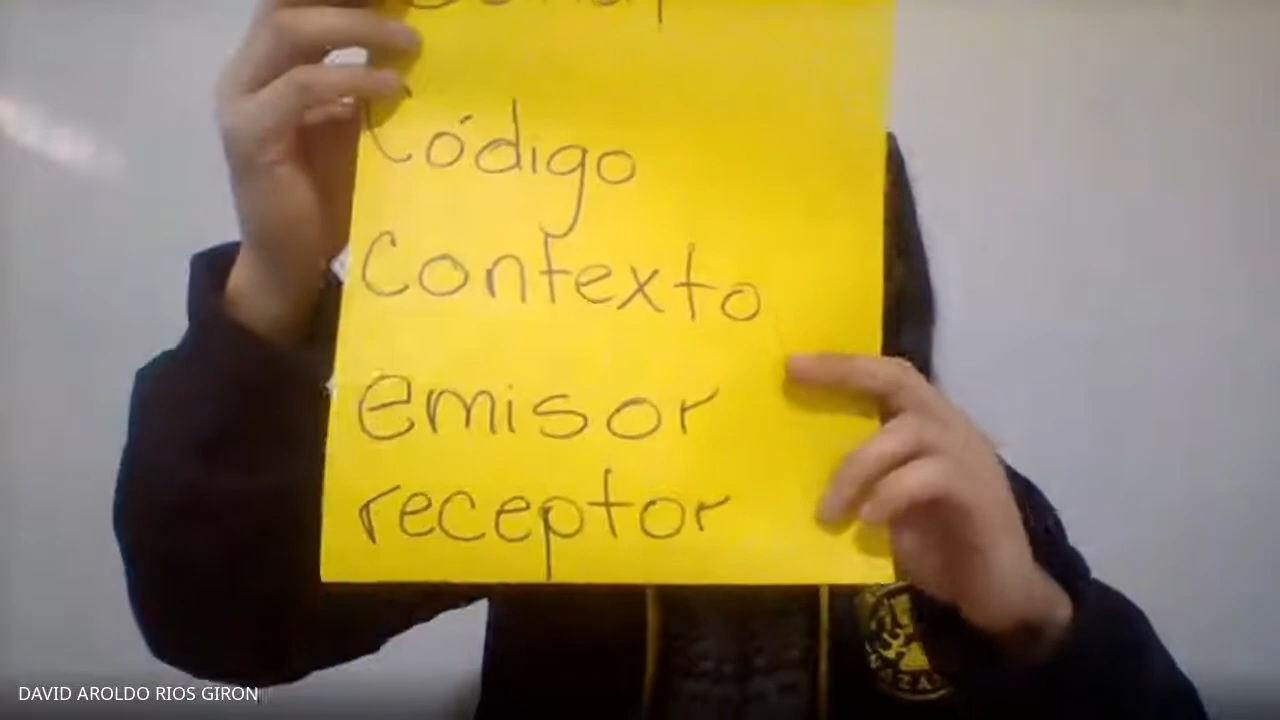 Código
Contexto
emisor
receptor
DAVID AROLDO RIOS GIRON